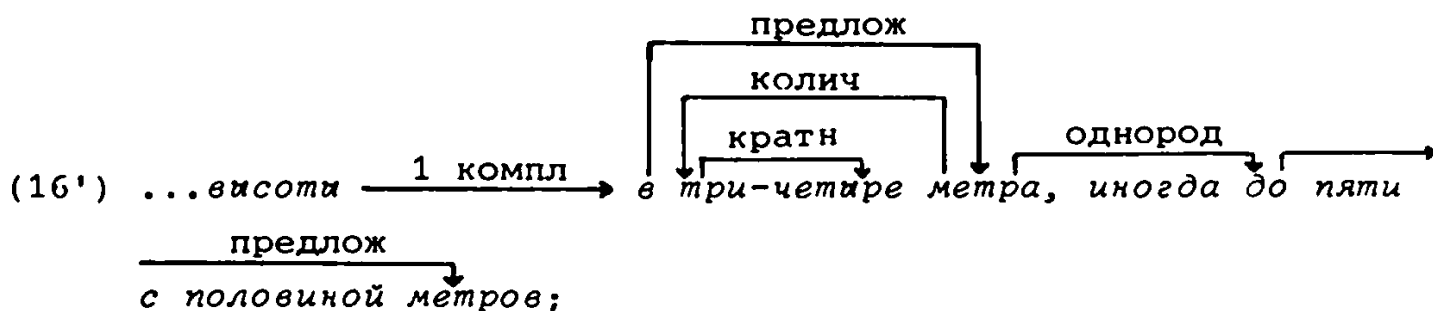 предлож
колич
кратн однород
(16') ...высоты 1 компл в три-четыре метра, иногда до пяти
предлож
с половиной метров;